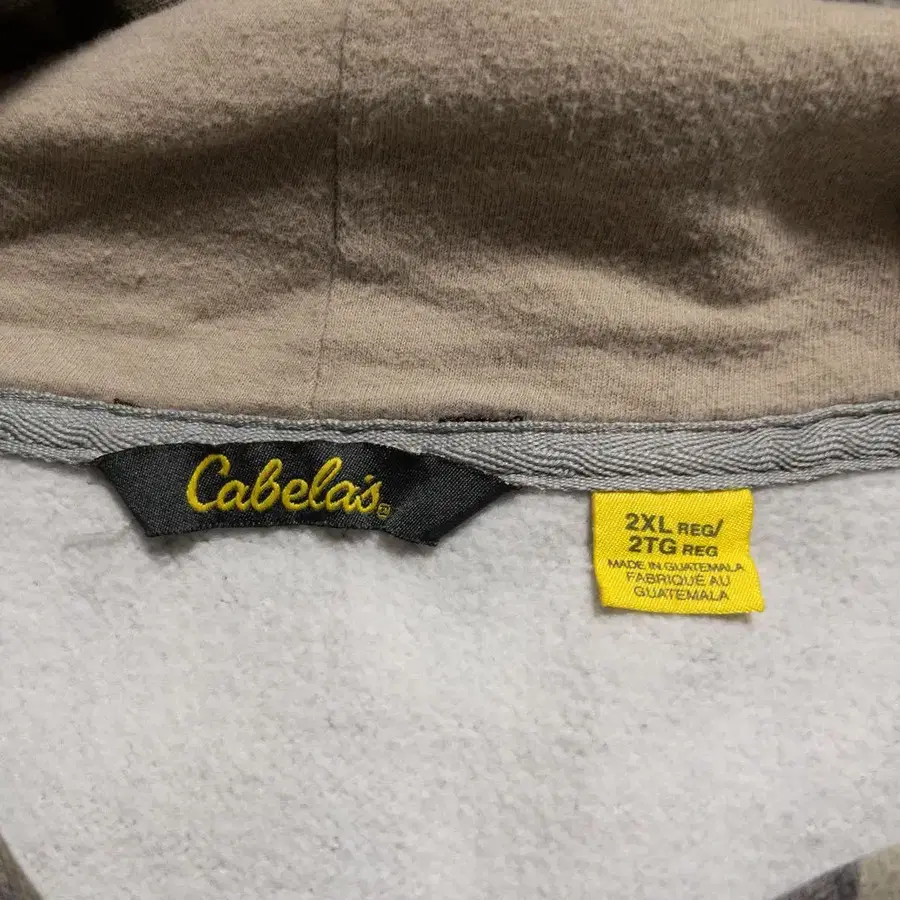 Cabela's
2XL REG/
2TG REG
MADE IN GUATEMALA
FABRIQUÉ AU
GUATEMALA